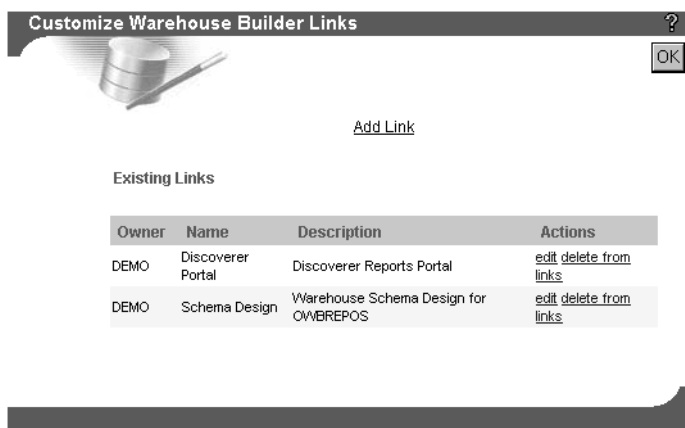 Customize Warehouse Builder Links
?
OK
Add Link
Existing Links
Owner Name Description Actions
DEMO Discoverer Portal Discoverer Reports Portal edit delete from links
DEMO Schema Design Warehouse Schema Design for OWBREPOS edit delete from links